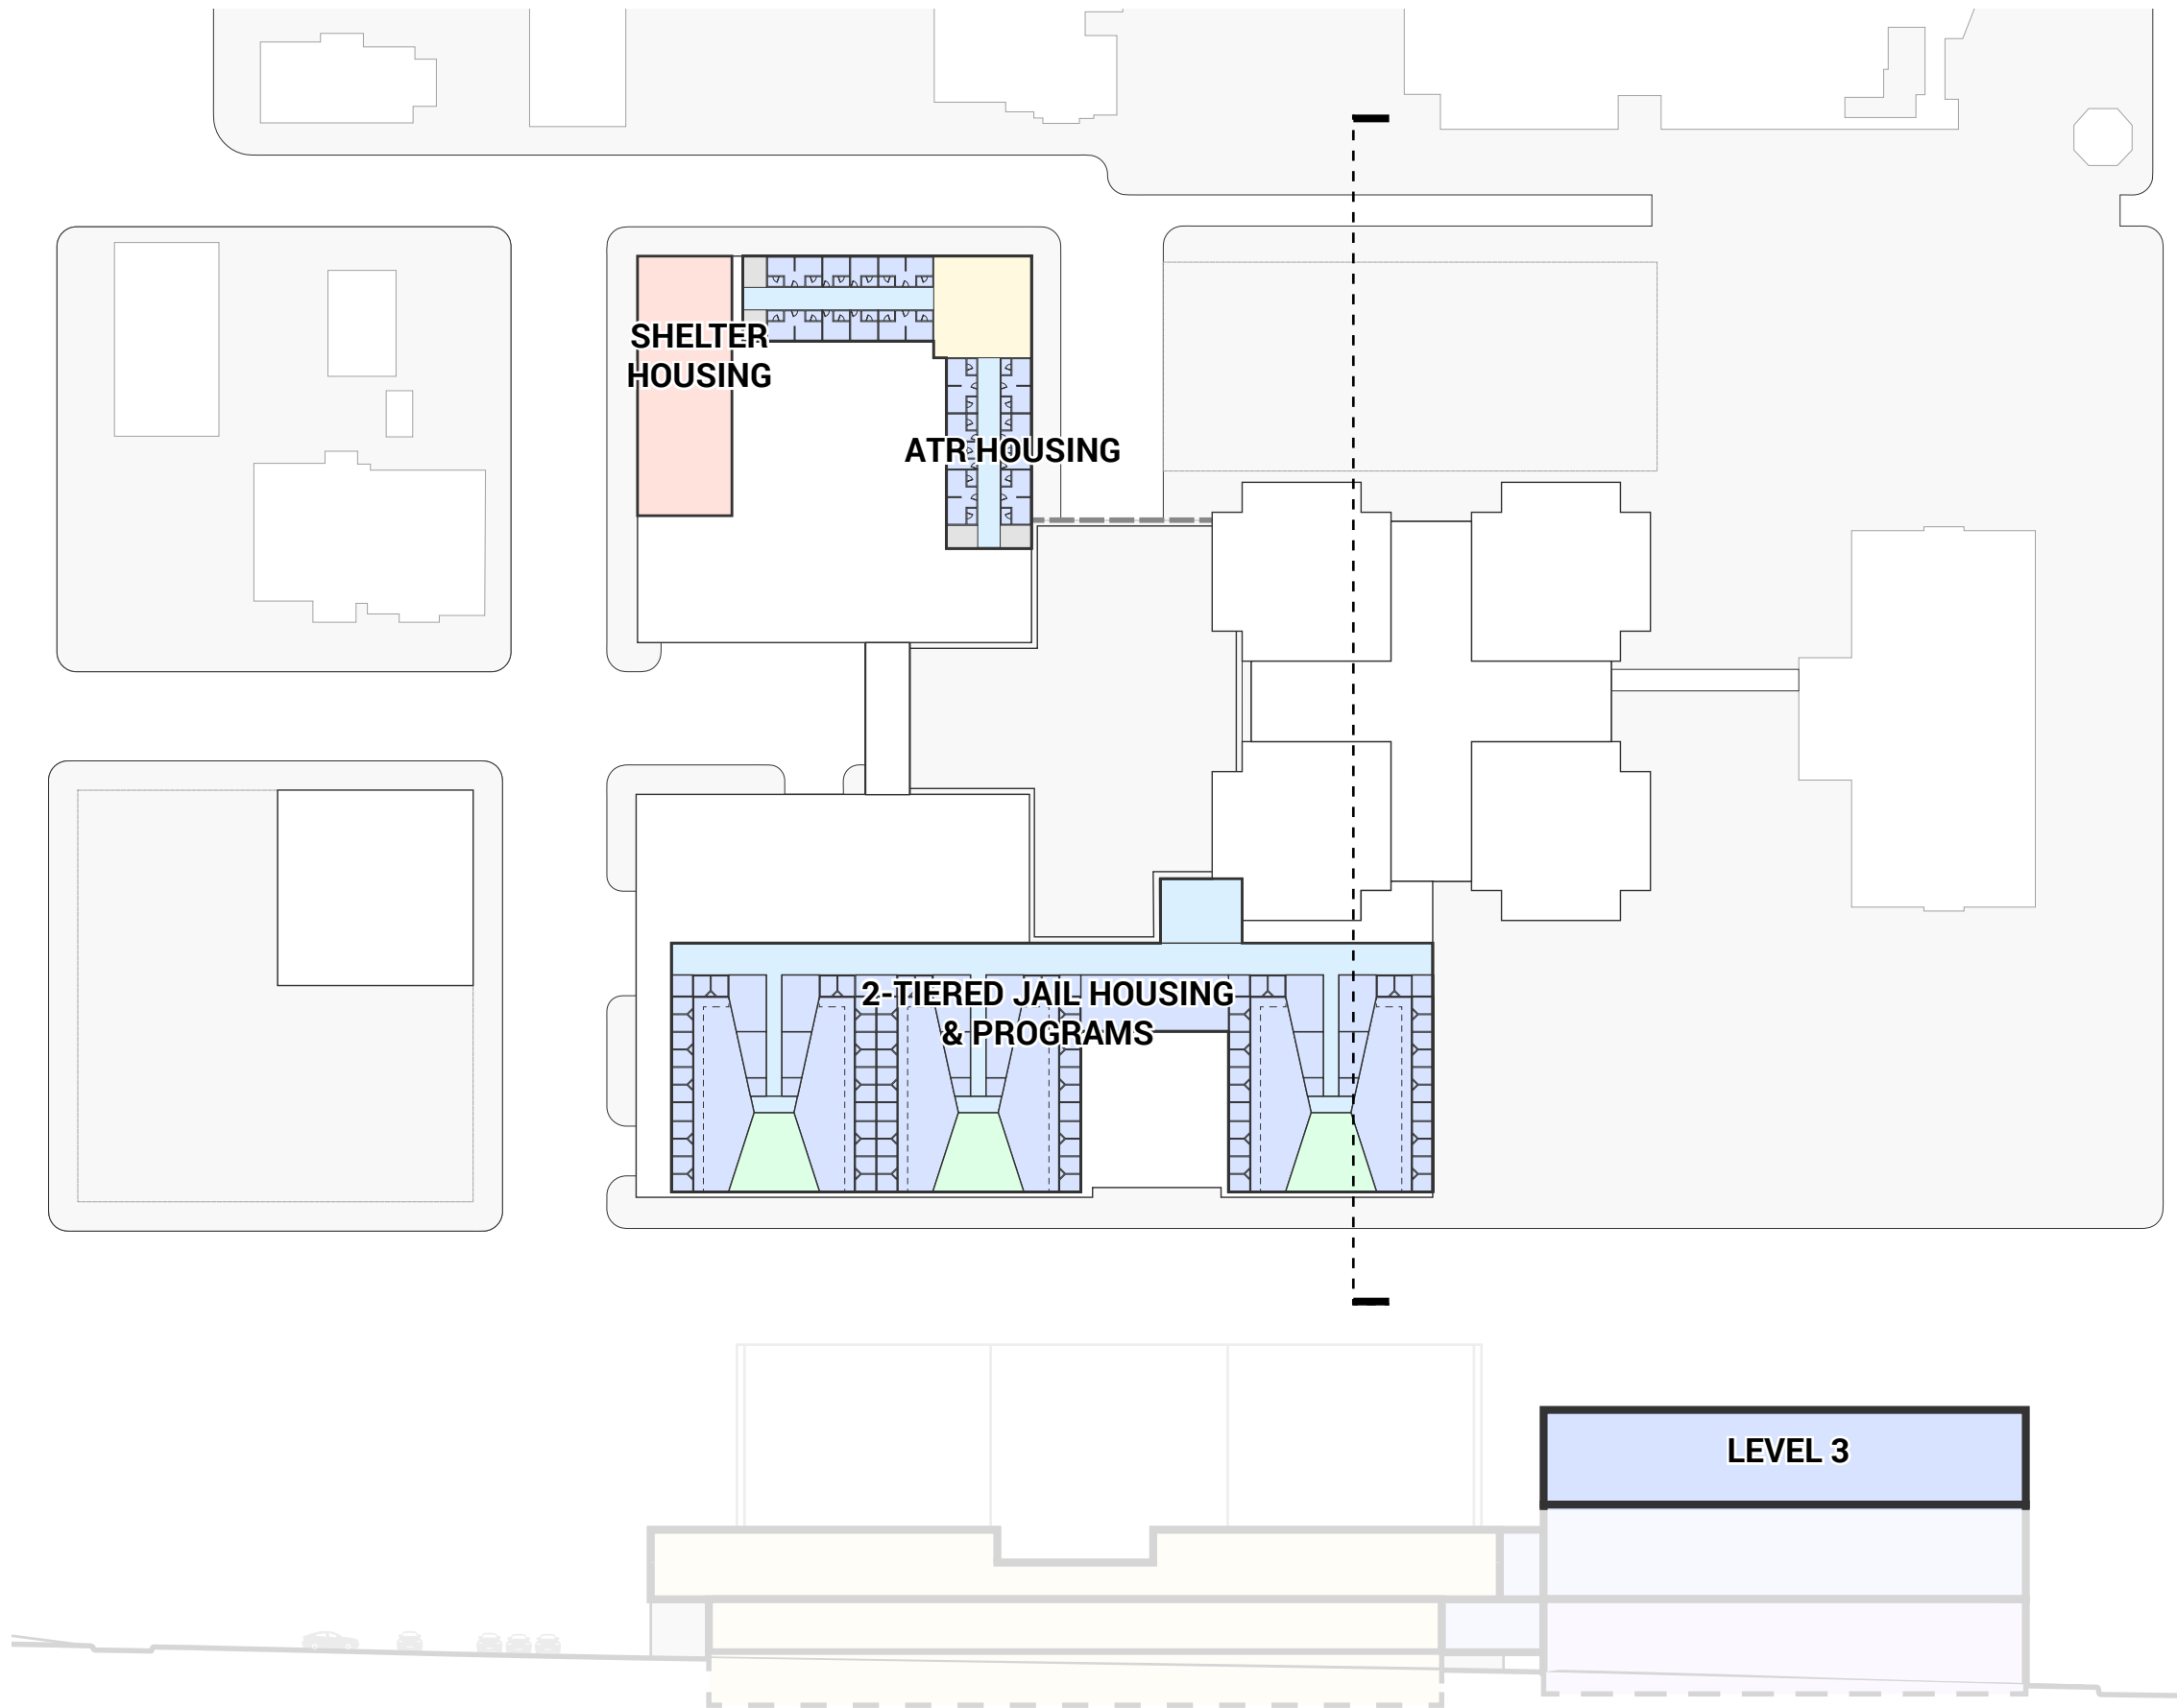 SHELTER
HOUSING
ATR HOUSING
2-TIERED JAIL HOUSING
& PROGRAMS
LEVEL 3